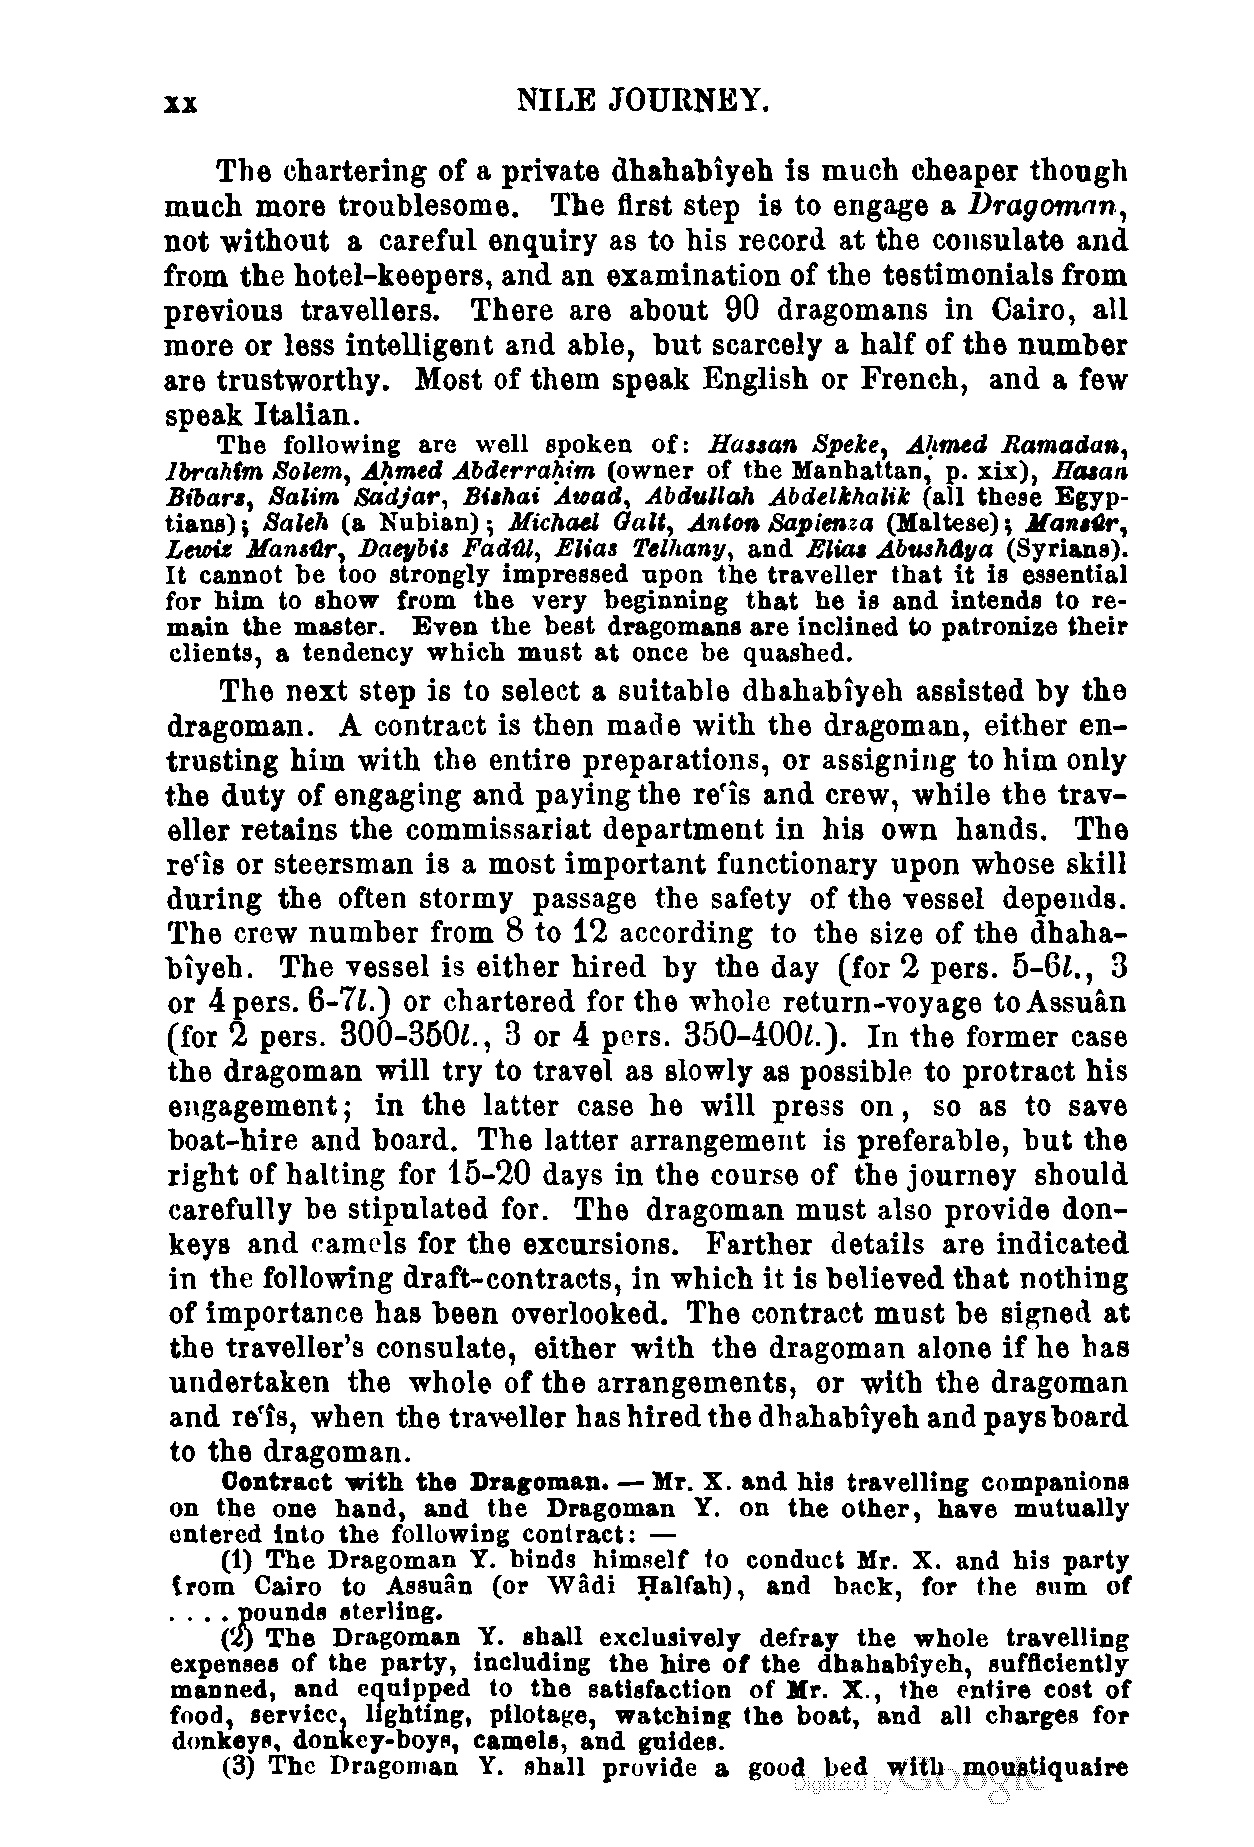 xx NILE JOURNEY.
The chartering of a private dhahabîyeh is much cheaper though
much more troublesome. The first step is to engage a Dragoman,
not without a careful enquiry as to his record at the consulate and
from the hotel-keepers, and an examination of the testimonials from
previous travellers. There are about 90 dragomans in Cairo, all
more or less intelligent and able, but scarcely a half of the number
are trustworthy. Most of them speak English or French, and a few
speak Italian.
The following are well spoken of: Hassan Speke, Aḥmed Ramadan,
Ibrahîm Solem, Aḥmed Abderraḥim (owner of the Manhattan, p. xix), Hasan
Bibars, Salim Sadjar, Bishai Awad, Abdullah Abdelkhalik (all these Egyp-
tians); Saleh (a Nubian); Michael Galt, Anton Sapienza (Maltese); Mansûr,
Lewiz Mansûr, Daeybis Fadûl, Elias Telhany, and Elias Abushâya (Syrians).
It cannot be too strongly impressed upon the traveller that it is essential
for him to show from the very beginning that he is and intends to re-
main the master. Even the best dragomans are inclined to patronize their
clients, a tendency which must at once be quashed.
The next step is to select a suitable dhahabîyeh assisted by the
dragoman. A contract is then made with the dragoman, either en-
trusting him with the entire preparations, or assigning to him only
the duty of engaging and paying the reʿîs and crew, while the trav-
eller retains the commissariat department in his own hands. The
reʿîs or steersman is a most important functionary upon whose skill
during the often stormy passage the safety of the vessel depends.
The crew number from 8 to 12 according to the size of the dhaha-
bîyeh. The vessel is either hired by the day (for 2 pers. 5-6l., 3
or 4 pers. 6-7l.) or chartered for the whole return-voyage to Assuân
(for 2 pers. 300-350l., 3 or 4 pers. 350-400l.). In the former case
the dragoman will try to travel as slowly as possible to protract his
engagement; in the latter case he will press on, so as to save
boat-hire and board. The latter arrangement is preferable, but the
right of halting for 15-20 days in the course of the journey should
carefully be stipulated for. The dragoman must also provide don-
keys and camels for the excursions. Farther details are indicated
in the following draft-contracts, in which it is believed that nothing
of importance has been overlooked. The contract must be signed at
the traveller's consulate, either with the dragoman alone if he has
undertaken the whole of the arrangements, or with the dragoman
and reʿîs, when the traveller has hired the dhahabîyeh and pays board
to the dragoman.
Contract with the Dragoman. — Mr. X. and his travelling companions
on the one hand, and the Dragoman Y. on the other, have mutually
entered into the following contract: —
(1) The Dragoman Y. binds himself to conduct Mr. X. and his party
from Cairo to Assuân (or Wâdi Ḥalfah), and back, for the sum of
.... pounds sterling.
(2) The Dragoman Y. shall exclusively defray the whole travelling
expenses of the party, including the hire of the dhahabîyeh, sufficiently
manned, and equipped to the satisfaction of Mr. X., the entire cost of
food, service, lighting, pilotage, watching the boat, and all charges for
donkeys, donkey-boys, camels, and guides.
(3) The Dragoman Y. shall provide a good bed with moustiquaire
Digitized by Google